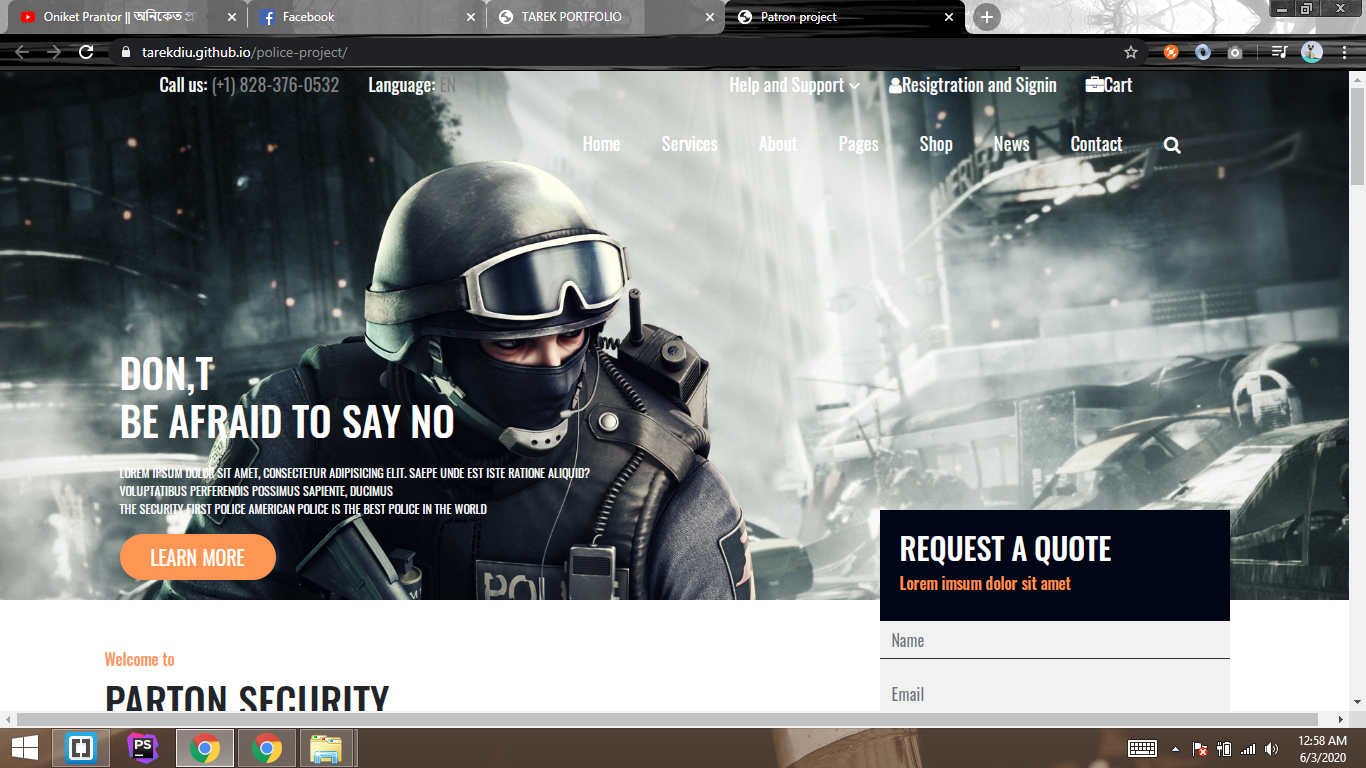 Oniket Prantor || অনিকেত প্র
Facebook
TAREK PORTFOLIO
Patron project
tarekdiu.github.io/police-project/
Call us: (+1) 828-376-0532 Language: EN
Help and Support Resigtration and Signin Cart
Home Services About Pages Shop News Contact
DON,T
BE AFRAID TO SAY NO
LOREM IPSUM DOLOR SIT AMET, CONSECTETUR ADIPISICING ELIT. SAEPE UNDE EST ISTE RATIONE ALIQUID?
VOLUPTATIBUS PERFERENDIS POSSIMUS SAPIENTE, DUCIMUS
THE SECURITY FIRST POLICE AMERICAN POLICE IS THE BEST POLICE IN THE WORLD
LEARN MORE
REQUEST A QUOTE
Lorem imsum dolor sit amet
Name
Email
Welcome to
PARTON SECURITY
PS
12:58 AM
6/3/2020